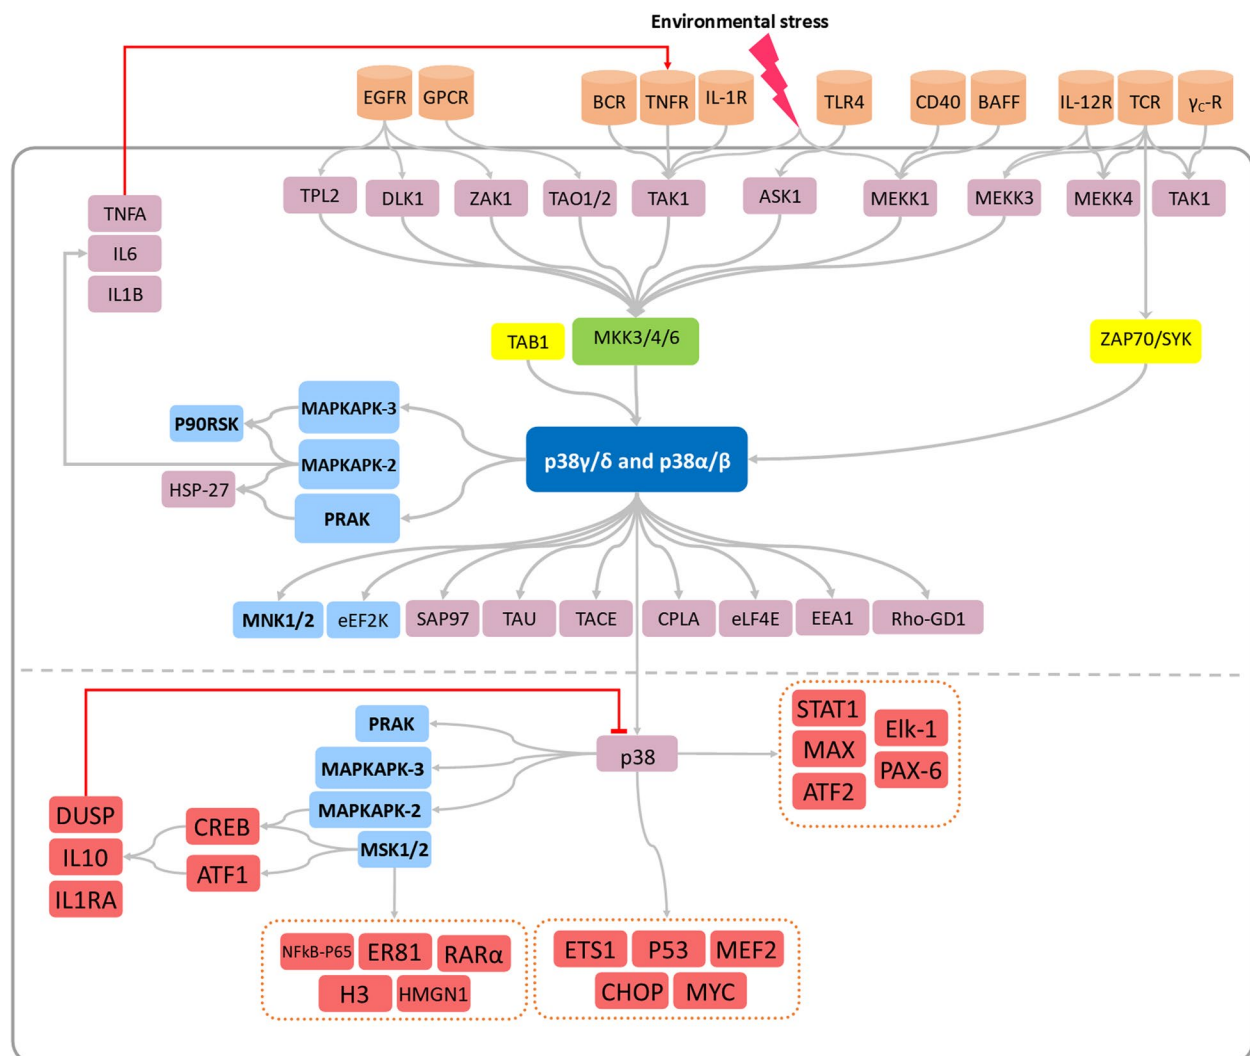 Environmental stress
EGFR
GPCR
BCR
TNFR
IL-1R
TLR4
CD40
BAFF
IL-12R
TCR
γC-R
TNFA
IL6
IL1B
TPL2
DLK1
ZAK1
TAO1/2
TAK1
ASK1
MEKK1
MEKK3
MEKK4
TAK1
TAB1
MKK3/4/6
ZAP70/SYK
P90RSK
MAPKAPK-3
MAPKAPK-2
HSP-27
PRAK
p38γ/δ and p38α/β
MNK1/2
eEF2K
SAP97
TAU
TACE
CPLA
eLF4E
EEA1
Rho-GD1
PRAK
MAPKAPK-3
MAPKAPK-2
MSK1/2
p38
STAT1
MAX
ATF2
Elk-1
PAX-6
DUSP
IL10
IL1RA
CREB
ATF1
NFkB-P65
ER81
RARα
H3
HMGN1
ETS1
P53
MEF2
CHOP
MYC